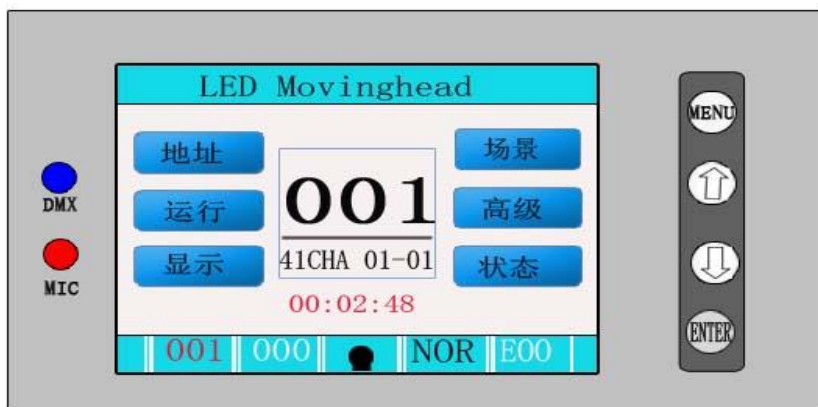 LED Movinghead
地址
运行
显示
001
41CHA 01-01
00:02:48
场景
高级
状态
001 000 NOR E00
DMX
MIC
MENU
ENTER